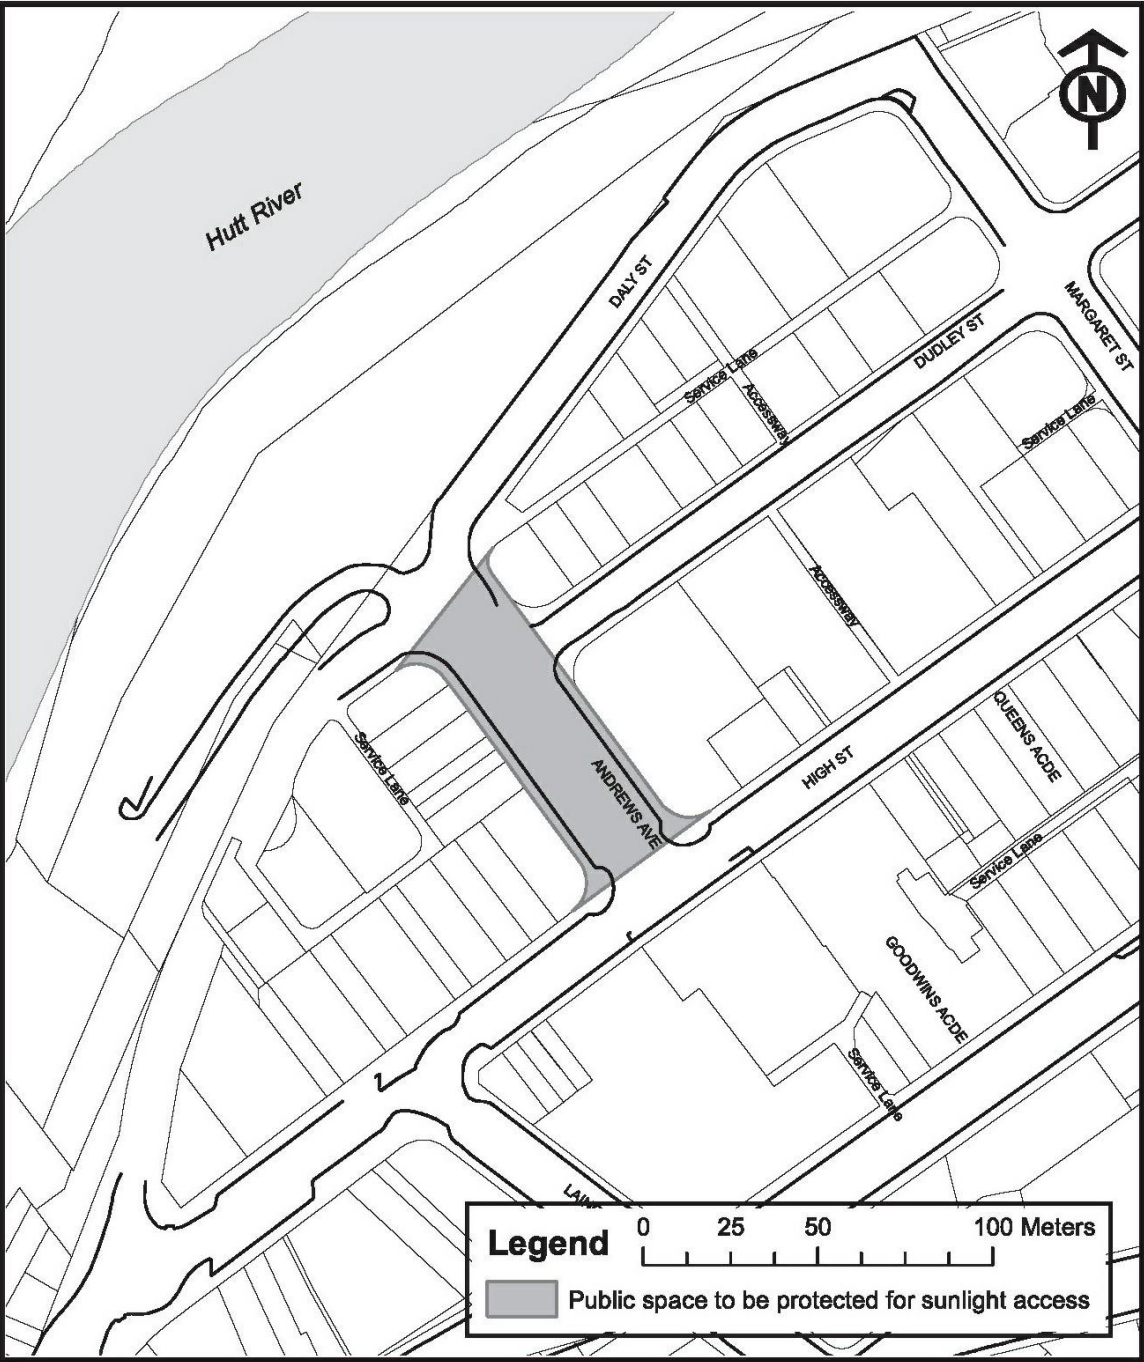 N
Hutt River
DALY ST
MARGARET ST
DUDLEY ST
Service Lane
Accessway
Service Lane
Accessway
QUEENS ACDE
Service Lane
HIGH ST
ANDREWS AVE
Service Lane
GOODWINS ACDE
Service Lane
Legend
0 25 50 100 Meters
Public space to be protected for sunlight access